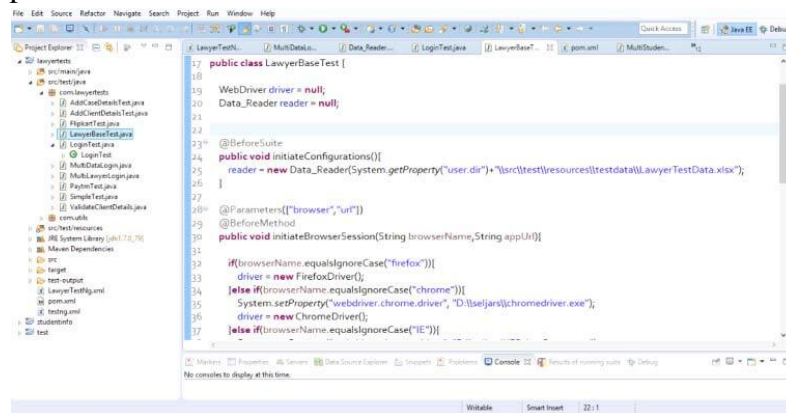 File Edit Source Refactor Navigate Search Project Run Window Help
Quick Access
Java EE
Debu
Project Explorer
LawyerTestN...
MultiDataLo...
Data_Reader....
LoginTest.java
LawyerBaseT...
pom.xml
MultiStuden...
lawyertests
src/main/java
src/test/java
com.lawyertests
AddCaseDetailsTest.java
AddClientDetailsTest.java
FlipkartTest.java
LawyerBaseTest.java
LoginTest.java
LoginTest
MultiDataLogin.java
MultiLawyerLogin.java
PaytmTest.java
SimpleTest.java
ValidateClientDetails.java
com.utils
src/test/resources
JRE System Library [jdk1.7.0_79]
Maven Dependencies
src
target
test-output
LawyerTestNg.xml
pom.xml
testng.xml
studentinfo
test
17 public class LawyerBaseTest {
18
19 WebDriver driver = null;
20 Data_Reader reader = null;
21
22
23 @BeforeSuite
24 public void initiateConfigurations(){
25 reader = new Data_Reader(System.getProperty("user.dir")+"\\src\\test\\resources\\testdata\\LawyerTestData.xlsx");
26 }
27
28 @Parameters({"browser","url"})
29 @BeforeMethod
30 public void initiateBrowserSession(String browserName,String appUrl){
31
32 if(browserName.equalsIgnoreCase("firefox")){
33 driver = new FirefoxDriver();
34 }else if(browserName.equalsIgnoreCase("chrome")){
35 System.setProperty("webdriver.chrome.driver", "D:\\seljars\\chromedriver.exe");
36 driver = new ChromeDriver();
37 }else if(browserName.equalsIgnoreCase("IE")){
Markers Properties Servers Data Source Explorer Snippets Problems Console Results of running suite Debug
No consoles to display at this time.
Writable Smart Insert 22 : 1